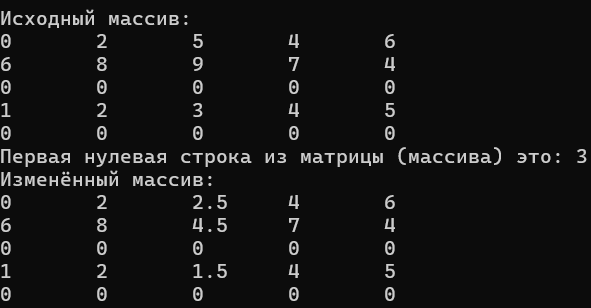 Исходный массив:
0 2 5 4 6
6 8 9 7 4
0 0 0 0 0
1 2 3 4 5
0 0 0 0 0
Первая нулевая строка из матрицы (массива) это: 3
Изменённый массив:
0 2 2.5 4 6
6 8 4.5 7 4
0 0 0 0 0
1 2 1.5 4 5
0 0 0 0 0